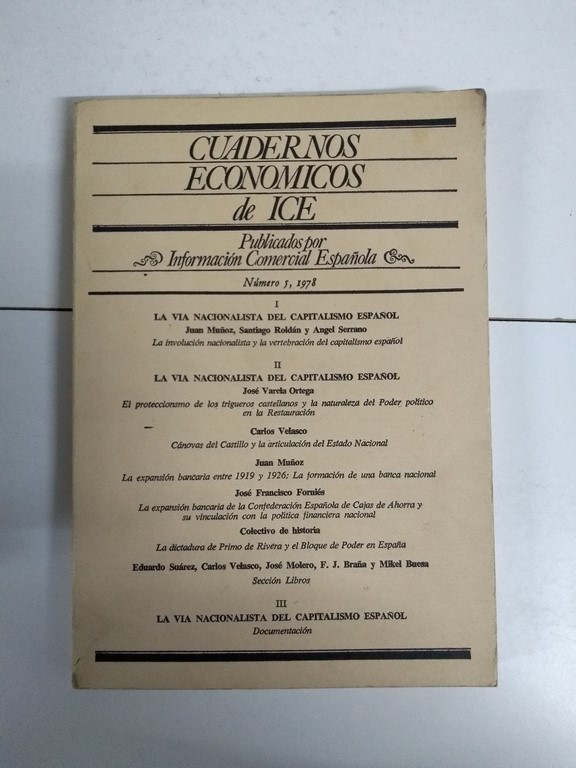 CUADERNOS
ECONOMICOS
de ICE
Publicados por
Información Comercial Española
Número 5, 1978
I
LA VIA NACIONALISTA DEL CAPITALISMO ESPAÑOL
Juan Muñoz, Santiago Roldán y Angel Serrano
La involución nacionalista y la vertebración del capitalismo español
II
LA VIA NACIONALISTA DEL CAPITALISMO ESPAÑOL
José Varela Ortega
El proteccionismo de los trigueros castellanos y la naturaleza del Poder político
en la Restauración
Carlos Velasco
Cánovas del Castillo y la articulación del Estado Nacional
Juan Muñoz
La expansión bancaria entre 1919 y 1926: La formación de una banca nacional
José Francisco Forniés
La expansión bancaria de la Confederación Española de Cajas de Ahorra y
su vinculación con la política financiera nacional
Colectivo de historia
La dictadura de Primo de Rivera y el Bloque de Poder en España
Eduardo Suárez, Carlos Velasco, José Molero, F. J. Braña y Mikel Buesa
Sección Libros
III
LA VIA NACIONALISTA DEL CAPITALISMO ESPAÑOL
Documentación